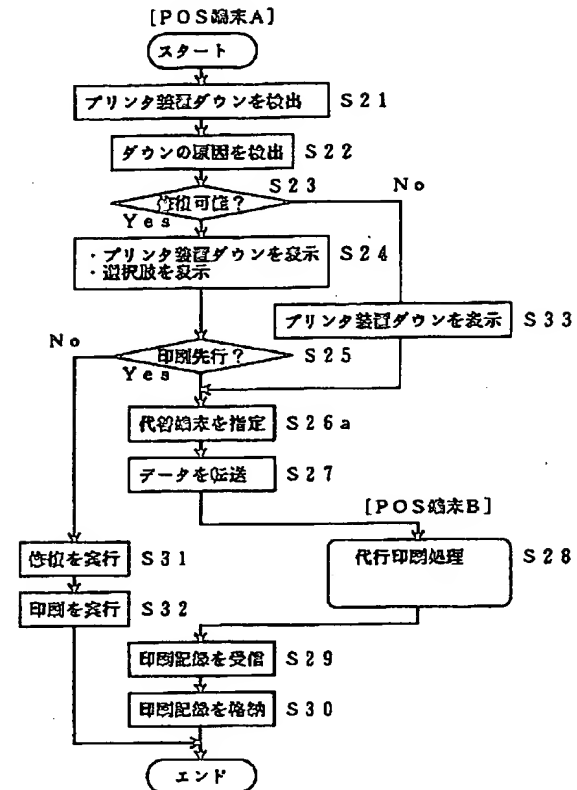 [POS端末A]
スタート
プリンタ装置ダウンを検出 S21
ダウンの原因を検出 S22
S23
修復可能? No
Yes
・プリンタ装置ダウンを表示 S24
・選択肢を表示
プリンタ装置ダウンを表示 S33
No
印刷先行? S25
Yes
代替端末を指定 S26a
データを転送 S27
[POS端末B]
修復を実行 S31
代行印刷処理 S28
印刷を実行 S32
印刷記録を受信 S29
印刷記録を格納 S30
エンド